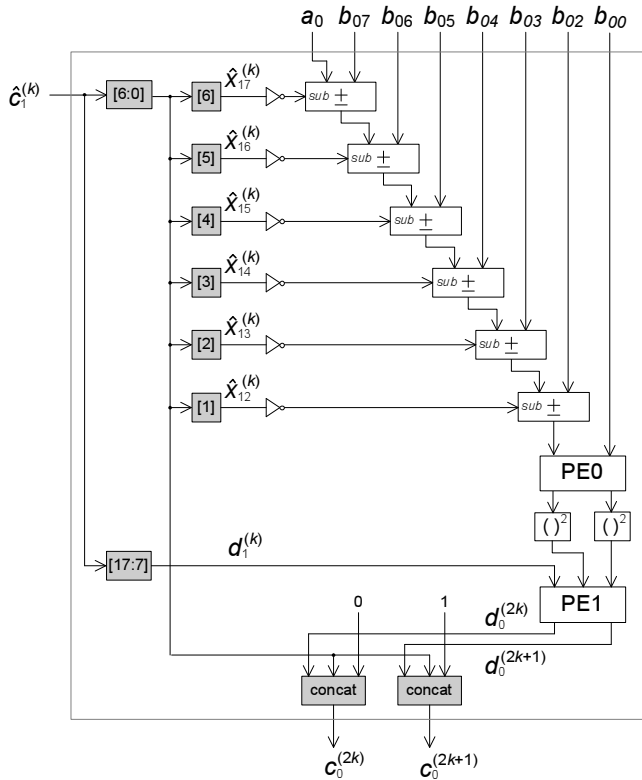 a₀ b₀₇ b₀₆ b₀₅ b₀₄ b₀₃ b₀₂ b₀₀
ĉ₁⁽ᵏ⁾ [6:0] [6] x̂₁₇⁽ᵏ⁾ sub ±
[5] x̂₁₆⁽ᵏ⁾ sub ±
[4] x̂₁₅⁽ᵏ⁾ sub ±
[3] x̂₁₄⁽ᵏ⁾ sub ±
[2] x̂₁₃⁽ᵏ⁾ sub ±
[1] x̂₁₂⁽ᵏ⁾ sub ±
PE0
( )² ( )²
[17:7] d₁⁽ᵏ⁾
0 1 PE1
d₀⁽²ᵏ⁾
d₀⁽²ᵏ⁺¹⁾
concat concat
c₀⁽²ᵏ⁾ c₀⁽²ᵏ⁺¹⁾